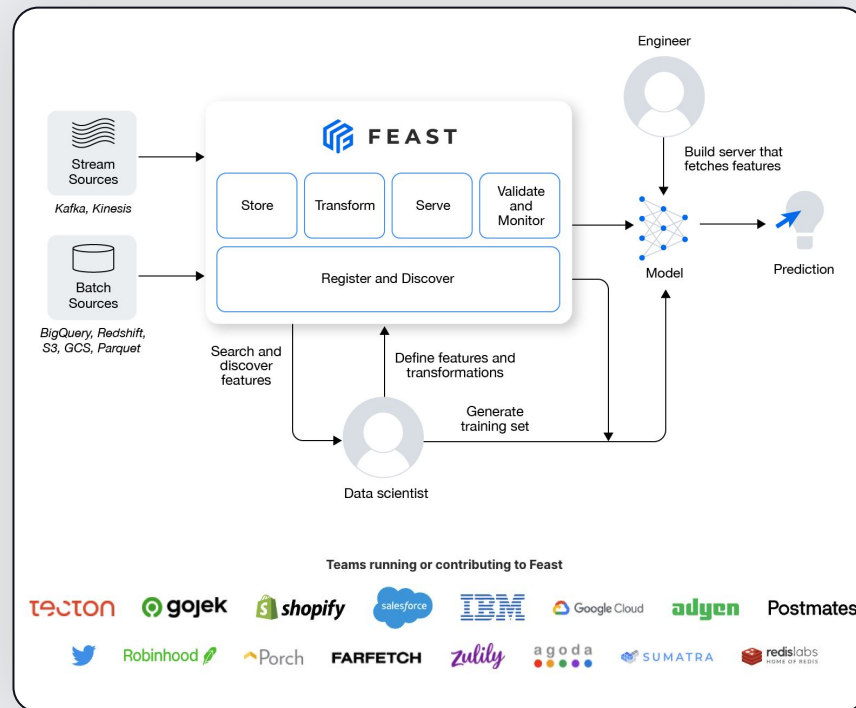 Engineer
Stream
Sources
Kafka, Kinesis
Batch
Sources
BigQuery, Redshift,
S3, GCS, Parquet
FEAST
Store
Transform
Serve
Validate
and
Monitor
Register and Discover
Build server that
fetches features
Model
Prediction
Search and
discover
features
Define features and
transformations
Generate
training set
Data scientist
Teams running or contributing to Feast
TECTON
gojek
shopify
salesforce
IBM
Google Cloud
adyen
Postmates
Robinhood
Porch
FARFETCH
zulily
agoda
SUMATRA
redislabs
HOME OF REDIS